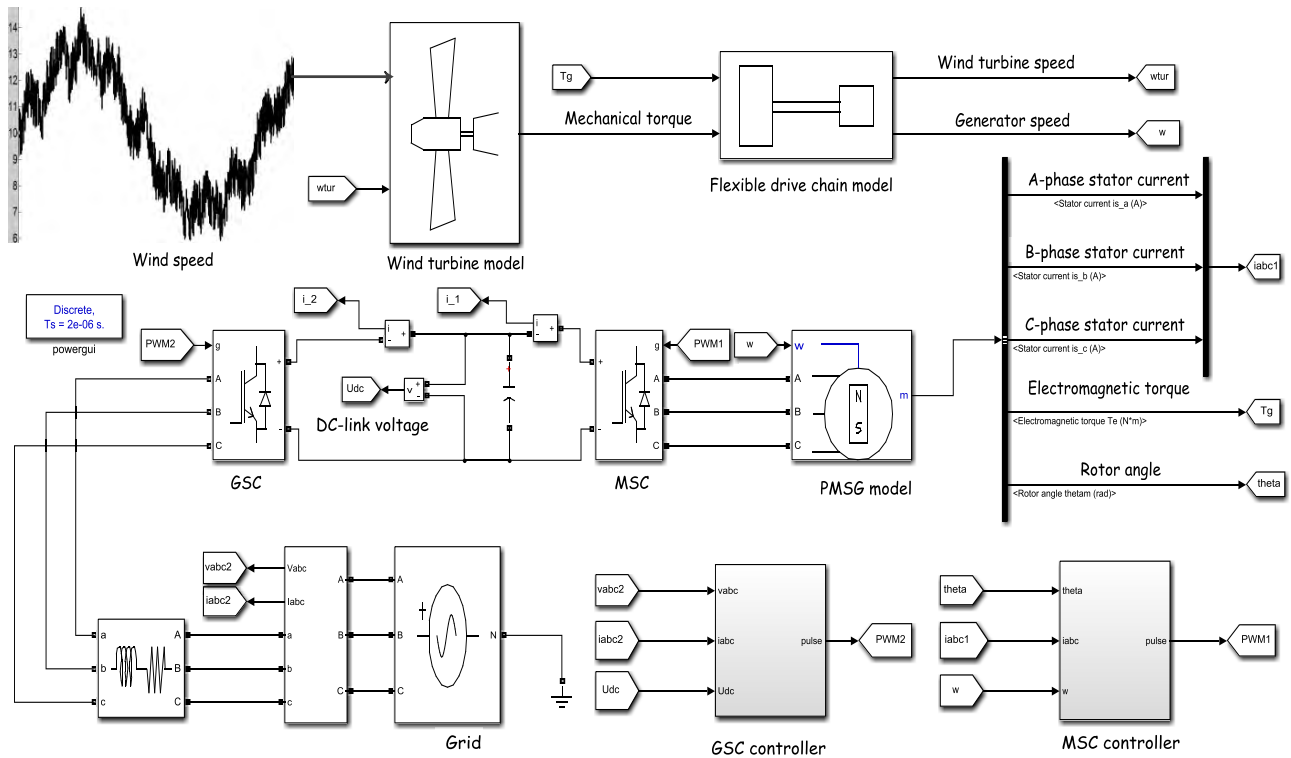 14
13
12
11
10
9
8
7
6
Wind speed
wtur
Wind turbine model
Tg
Mechanical torque
Flexible drive chain model
Wind turbine speed
wtur
Generator speed
w
A-phase stator current
<Stator current is_a (A)>
B-phase stator current
<Stator current is_b (A)>
iabc1
C-phase stator current
<Stator current is_c (A)>
Electromagnetic torque
<Electromagnetic torque Te (N*m)>
Tg
Rotor angle
<Rotor angle thetam (rad)>
theta
Discrete,
Ts = 2e-06 s.
powergui
PWM2
g
A
B
C
+
-
GSC
i_2
i
+
-
i_1
i
+
-
Udc
v
+
-
DC-link voltage
+
+
-
g
A
B
C
MSC
PWM1
w
w
A
B
C
N
S
m
PMSG model
a
b
c
A
B
C
vabc2
iabc2
Vabc
Iabc
a
b
c
A
B
C
A
B
C
N
Grid
vabc2
iabc2
Udc
vabc
iabc
Udc
pulse
PWM2
GSC controller
theta
iabc1
w
theta
iabc
w
pulse
PWM1
MSC controller